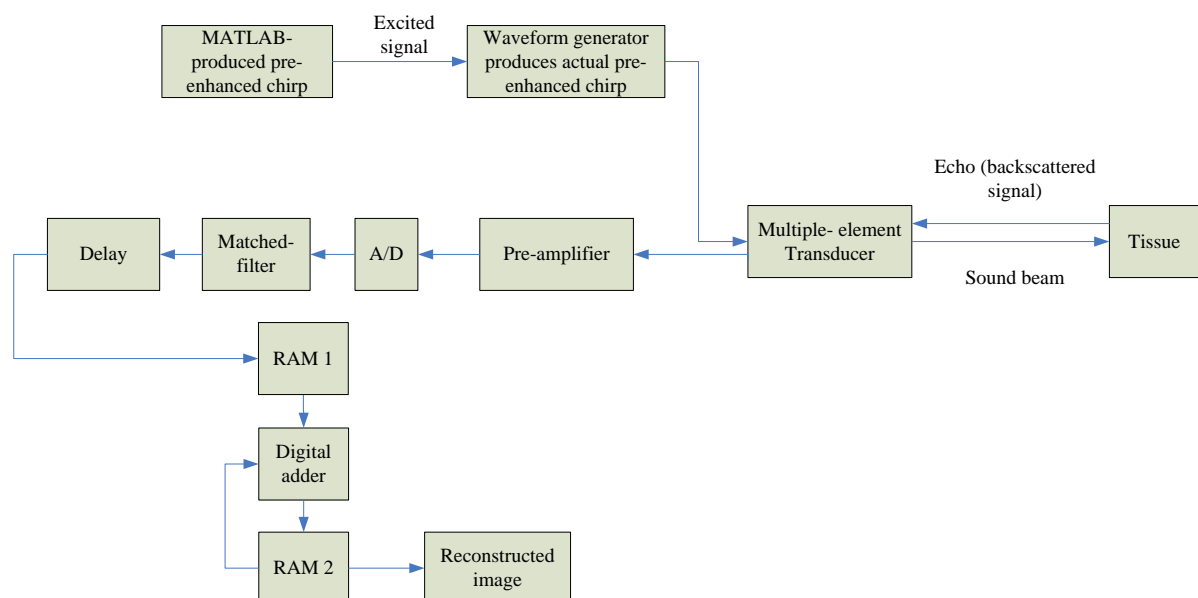 Excited
signal
MATLAB-
produced pre-
enhanced chirp
Waveform generator
produces actual pre-
enhanced chirp
Echo (backscattered
signal)
Delay
Matched-
filter
A/D
Pre-amplifier
Multiple- element
Transducer
Tissue
Sound beam
RAM 1
Digital
adder
RAM 2
Reconstructed
image